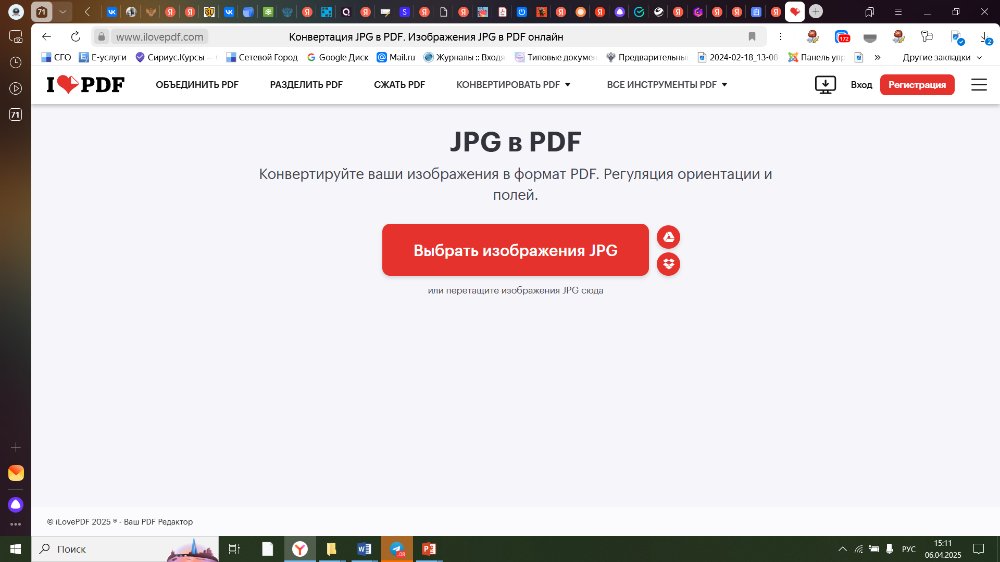 71
www.ilovepdf.com
Конвертация JPG в PDF. Изображения JPG в PDF онлайн
172
2
СГО
Е-услуги
Сириус.Курсы —
Сетевой Город
Google Диск
Mail.ru
Журналы :: Входя
Типовые докумен
Предварительны
2024-02-18_13-08
Панель упр
Другие закладки
71
I PDF
ОБЪЕДИНИТЬ PDF
РАЗДЕЛИТЬ PDF
СЖАТЬ PDF
КОНВЕРТИРОВАТЬ PDF
ВСЕ ИНСТРУМЕНТЫ PDF
Вход
Регистрация
JPG в PDF
Конвертируйте ваши изображения в формат PDF. Регуляция ориентации и
полей.
Выбрать изображения JPG
или перетащите изображения JPG сюда
© iLovePDF 2025 ® - Ваш PDF Редактор
Поиск
..08
РУС
15:11
06.04.2025